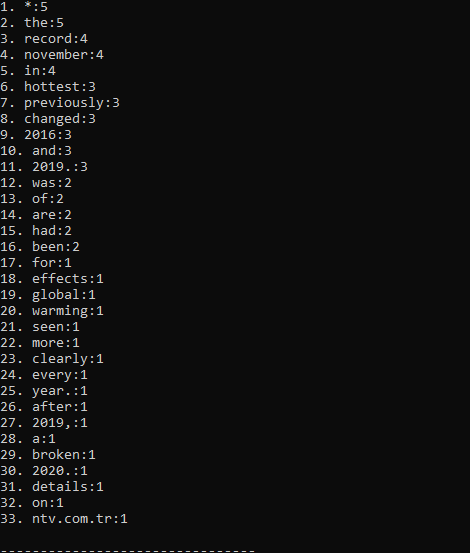 1. *:5
2. the:5
3. record:4
4. november:4
5. in:4
6. hottest:3
7. previously:3
8. changed:3
9. 2016:3
10. and:3
11. 2019.:3
12. was:2
13. of:2
14. are:2
15. had:2
16. been:2
17. for:1
18. effects:1
19. global:1
20. warming:1
21. seen:1
22. more:1
23. clearly:1
24. every:1
25. year.:1
26. after:1
27. 2019,:1
28. a:1
29. broken:1
30. 2020.:1
31. details:1
32. on:1
33. ntv.com.tr:1
--------------------------------